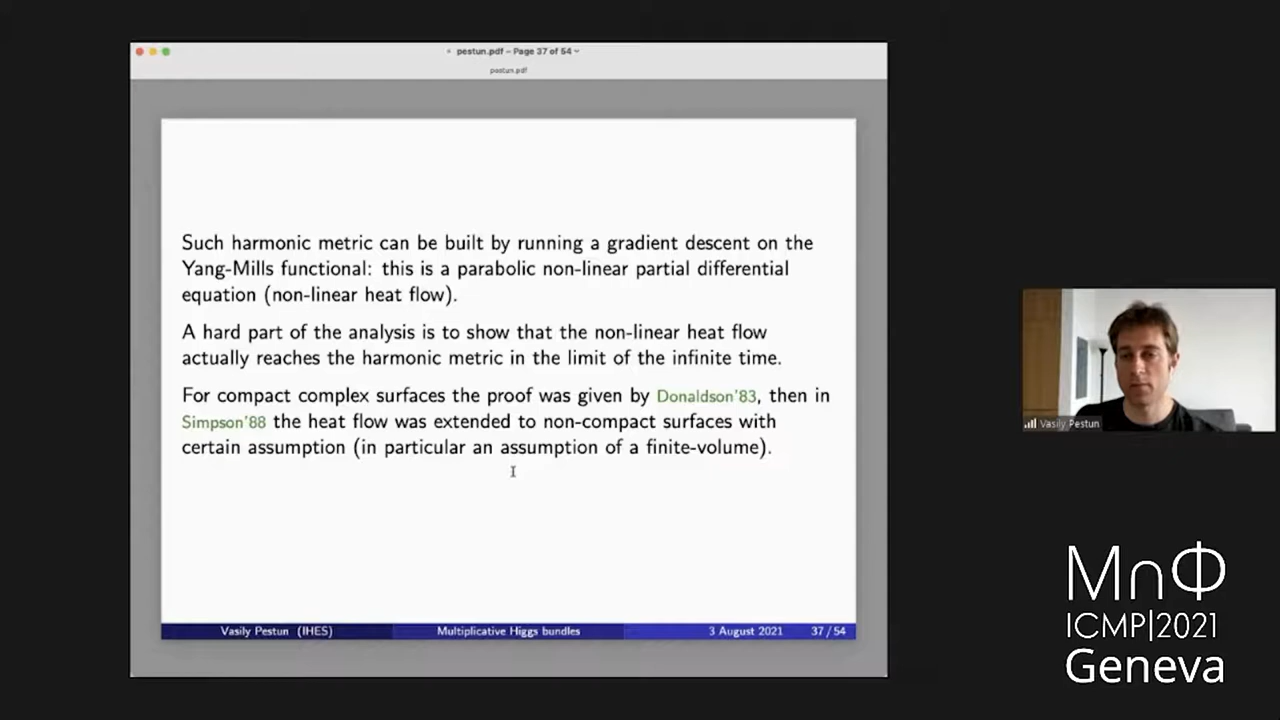 pestun.pdf – Page 37 of 54
pestun.pdf
Such harmonic metric can be built by running a gradient descent on the
Yang-Mills functional: this is a parabolic non-linear partial differential
equation (non-linear heat flow).
A hard part of the analysis is to show that the non-linear heat flow
actually reaches the harmonic metric in the limit of the infinite time.
For compact complex surfaces the proof was given by Donaldson'83, then in
Simpson'88 the heat flow was extended to non-compact surfaces with
certain assumption (in particular an assumption of a finite-volume).
Vasily Pestun (IHES) Multiplicative Higgs bundles 3 August 2021 37 / 54
Vasily Pestun
M∩Φ
ICMP|2021
Geneva